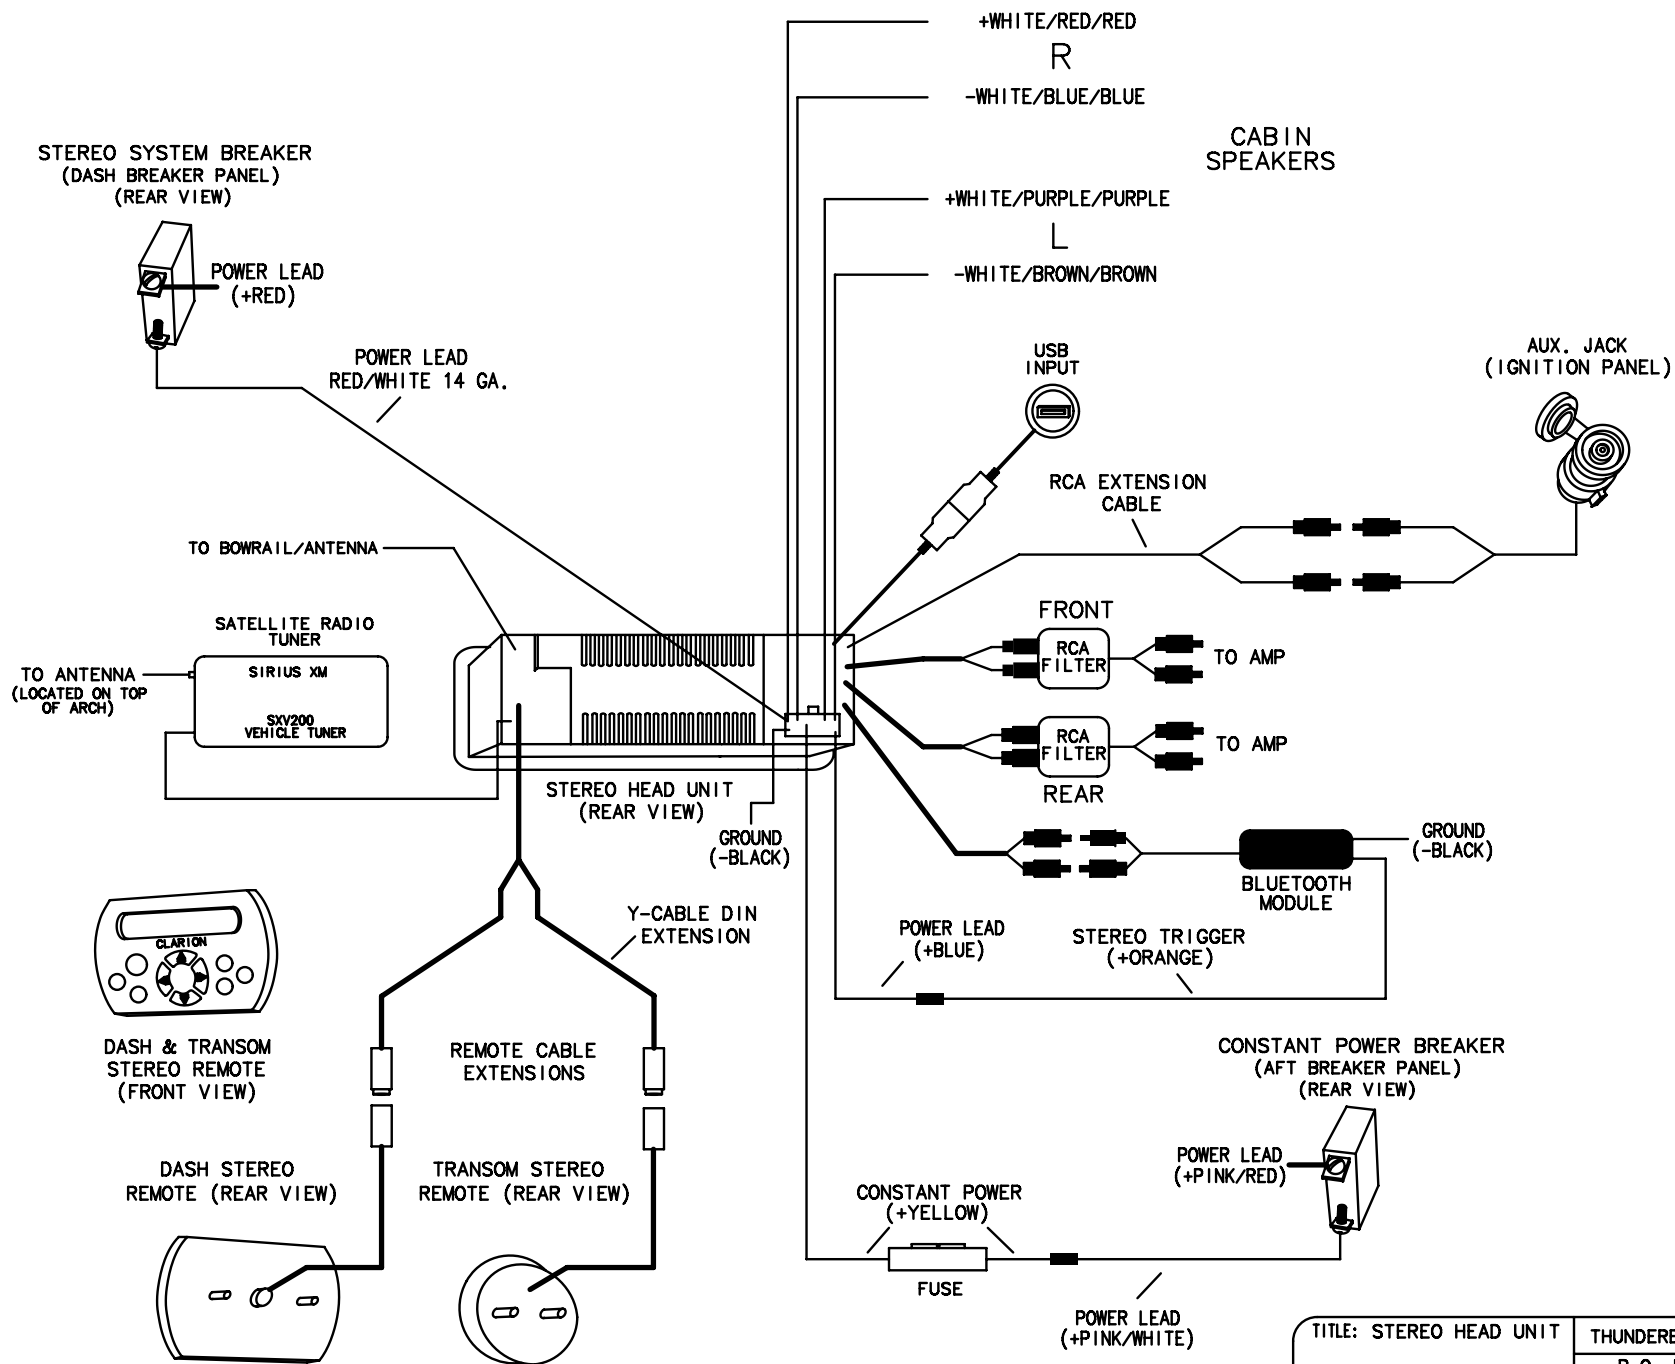 +WHITE/RED/RED
R
-WHITE/BLUE/BLUE
CABIN
SPEAKERS
+WHITE/PURPLE/PURPLE
L
-WHITE/BROWN/BROWN
STEREO SYSTEM BREAKER
(DASH BREAKER PANEL)
(REAR VIEW)
POWER LEAD
(+RED)
POWER LEAD
RED/WHITE 14 GA.
USB
INPUT
AUX. JACK
(IGNITION PANEL)
RCA EXTENSION
CABLE
TO BOWRAIL/ANTENNA
SATELLITE RADIO
TUNER
TO ANTENNA
(LOCATED ON TOP
OF ARCH)
SIRIUS XM
SXV200
VEHICLE TUNER
FRONT
RCA
FILTER
TO AMP
RCA
FILTER
TO AMP
REAR
STEREO HEAD UNIT
(REAR VIEW)
GROUND
(-BLACK)
GROUND
(-BLACK)
BLUETOOTH
MODULE
Y-CABLE DIN
EXTENSION
POWER LEAD
(+BLUE)
STEREO TRIGGER
(+ORANGE)
CLARION
DASH & TRANSOM
STEREO REMOTE
(FRONT VIEW)
REMOTE CABLE
EXTENSIONS
CONSTANT POWER BREAKER
(AFT BREAKER PANEL)
(REAR VIEW)
POWER LEAD
(+PINK/RED)
DASH STEREO
REMOTE (REAR VIEW)
TRANSOM STEREO
REMOTE (REAR VIEW)
CONSTANT POWER
(+YELLOW)
FUSE
POWER LEAD
(+PINK/WHITE)
TITLE: STEREO HEAD UNIT